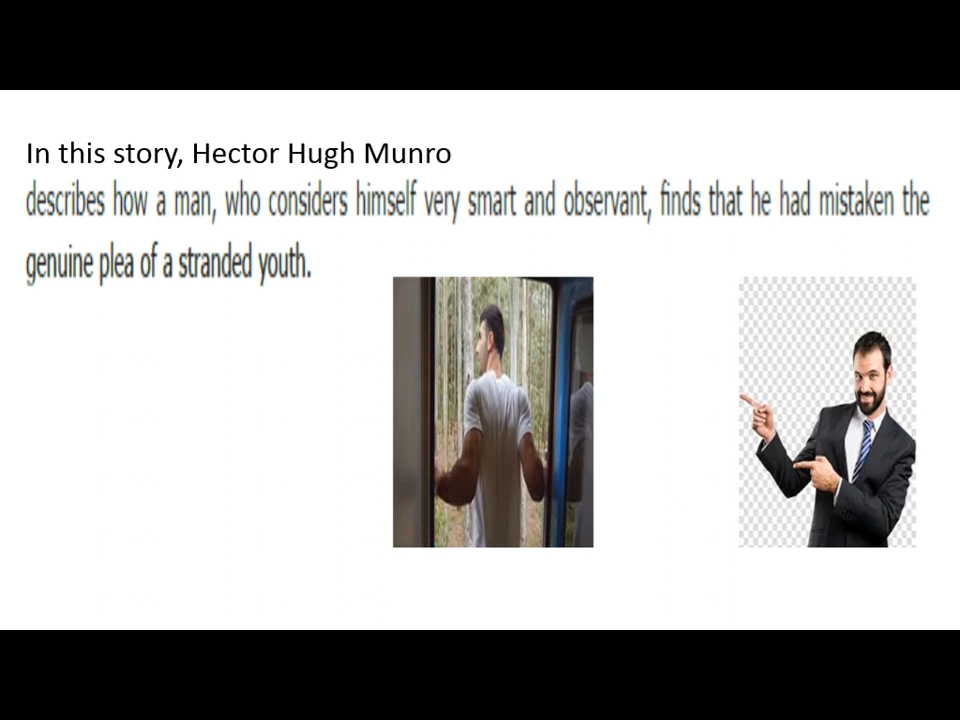 In this story, Hector Hugh Munro
describes how a man, who considers himself very smart and observant, finds that he had mistaken the
genuine plea of a stranded youth.